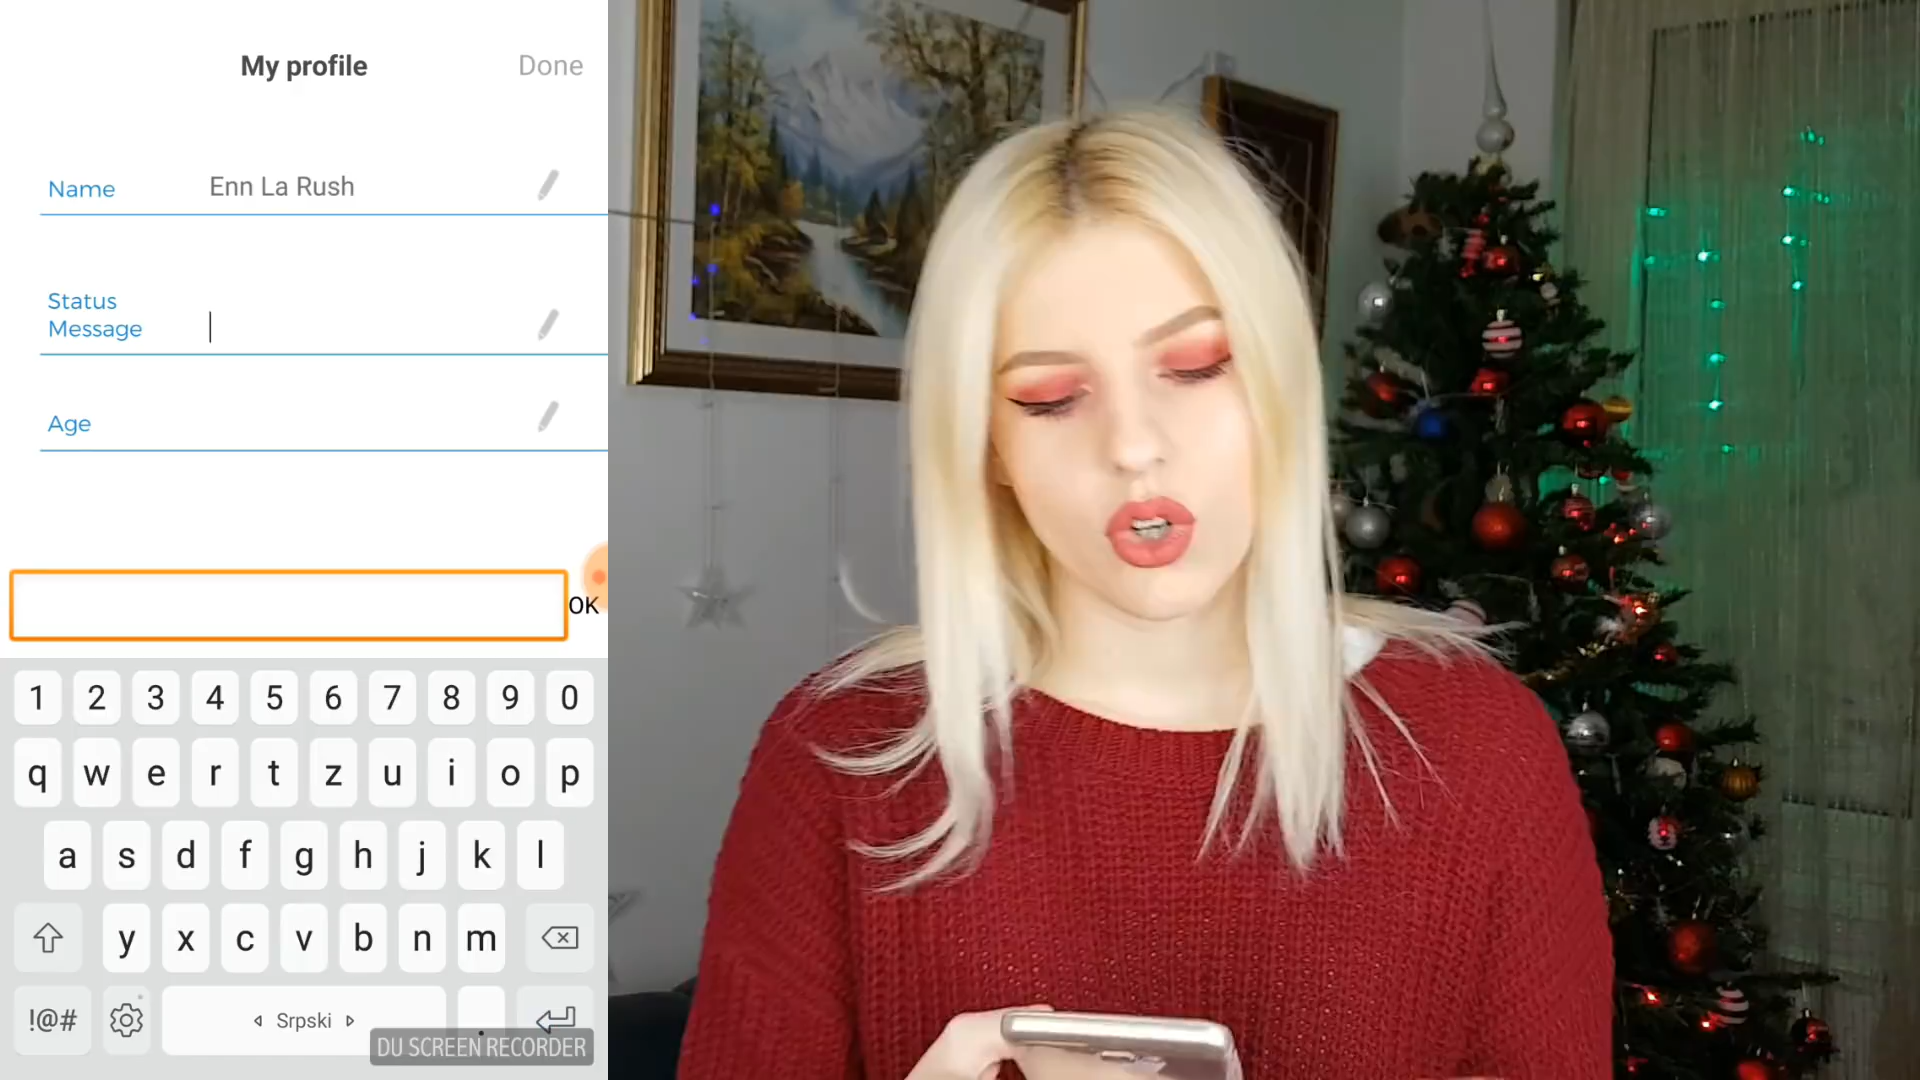 My profile Done
Name Enn La Rush
Status
Message
Age
OK
1 2 3 4 5 6 7 8 9 0
q w e r t z u i o p
a s d f g h j k l
y x c v b n m
!@# Srpski .
DU SCREEN RECORDER